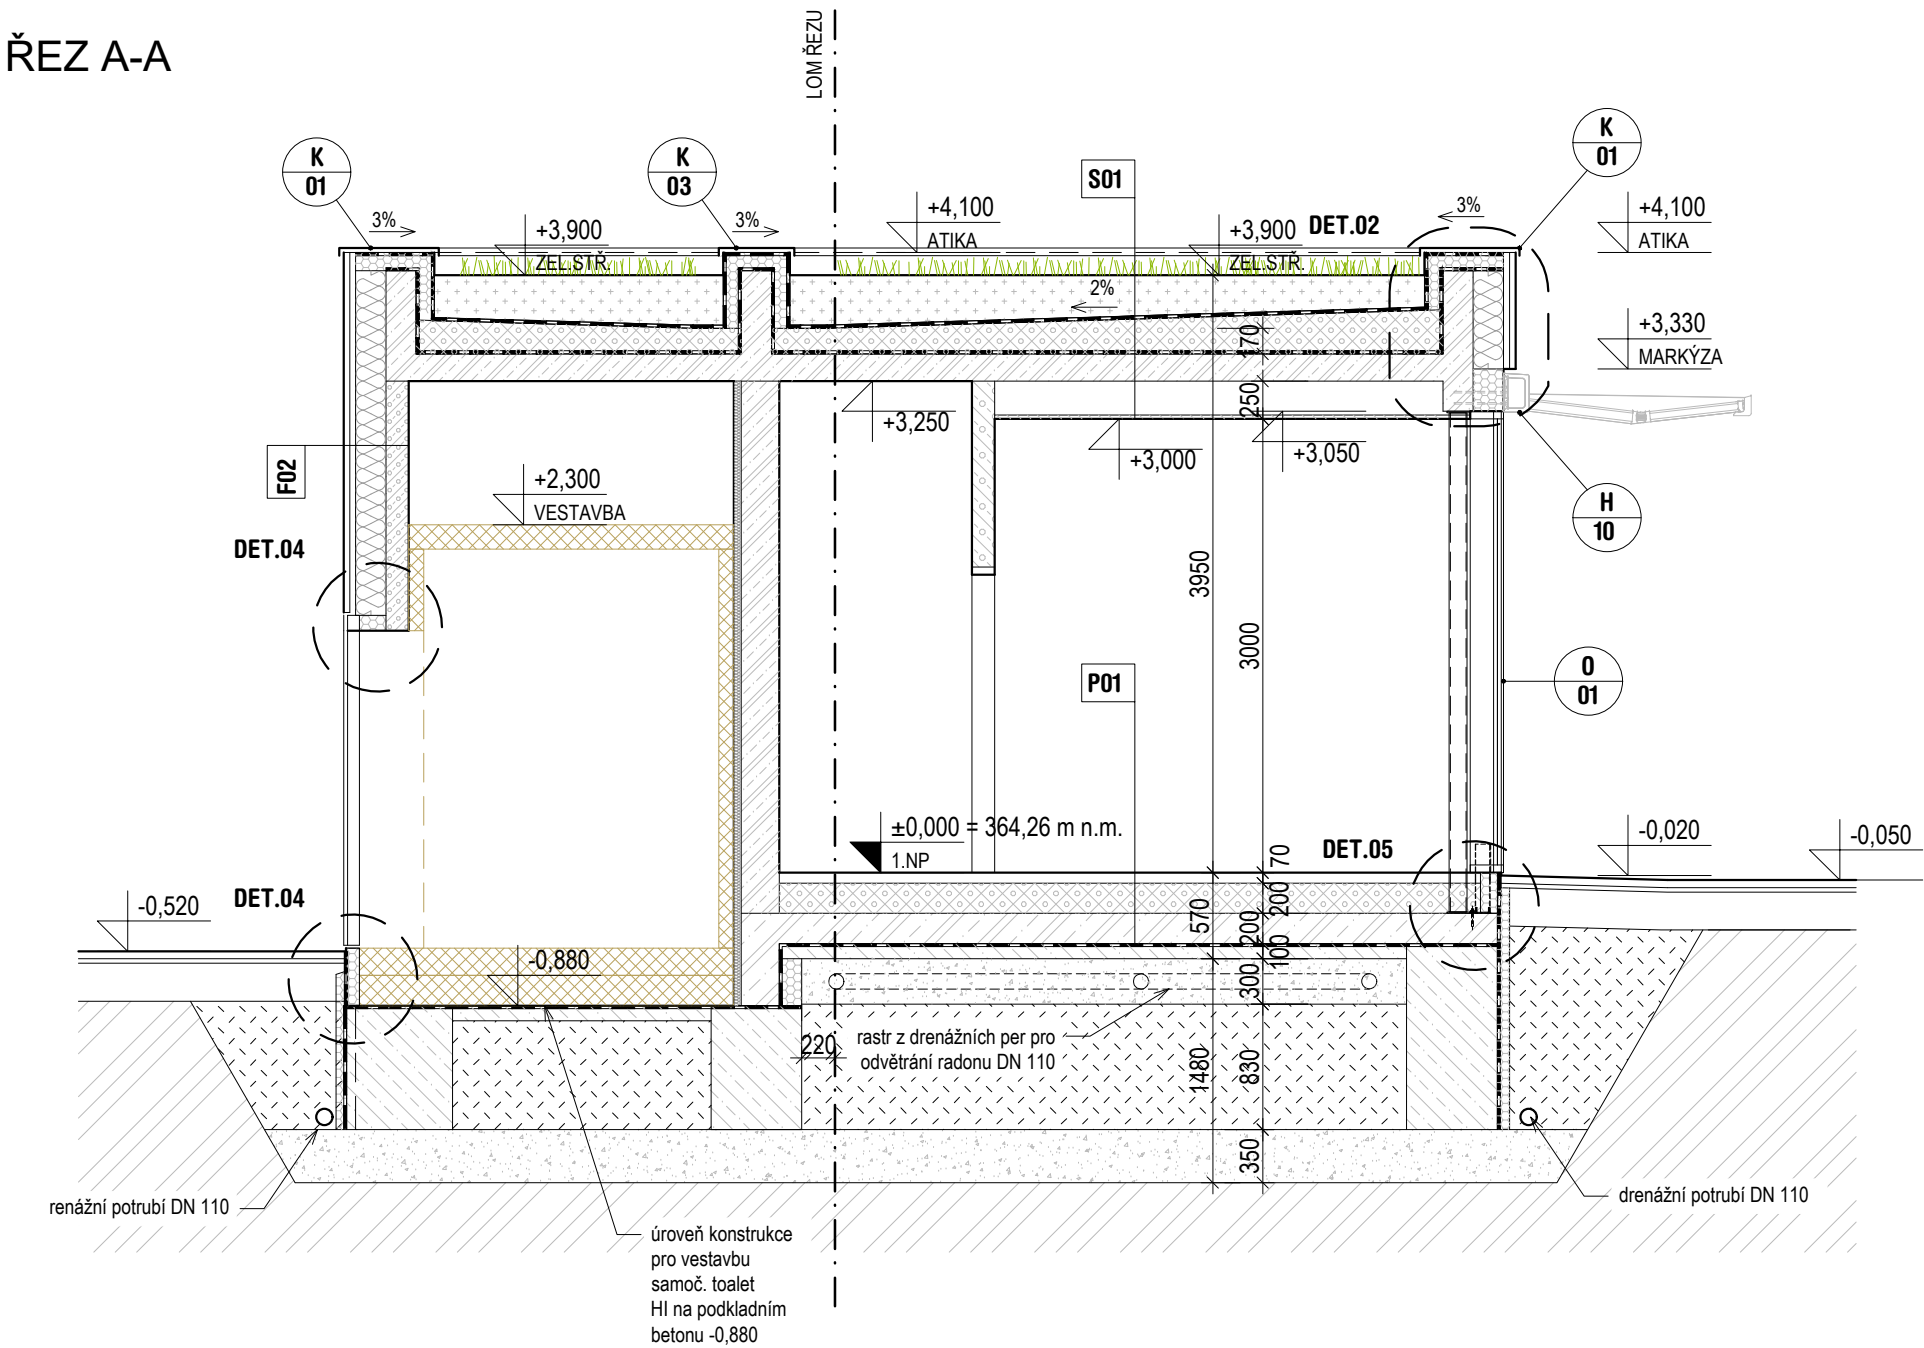 ŘEZ A-A
LOM ŘEZU
K
01
K
03
S01
K
01
3%
3%
3%
+3,900
ZEL.STŘ.
+4,100
ATIKA
+3,900
ZEL.STŘ.
DET.02
+4,100
ATIKA
2%
170
+3,330
MARKÝZA
250
+3,250
+3,000
+3,050
F02
+2,300
VESTAVBA
H
10
DET.04
3950
3000
P01
O
01
±0,000 = 364,26 m n.m.
1.NP
DET.05
70
-0,020
-0,050
DET.04
-0,520
570
200
200
100
-0,880
300
220
rastr z drenážních per pro
odvětrání radonu DN 110
1480
830
350
renážní potrubí DN 110
drenážní potrubí DN 110
úroveň konstrukce
pro vestavbu
samoč. toalet
HI na podkladním
betonu -0,880